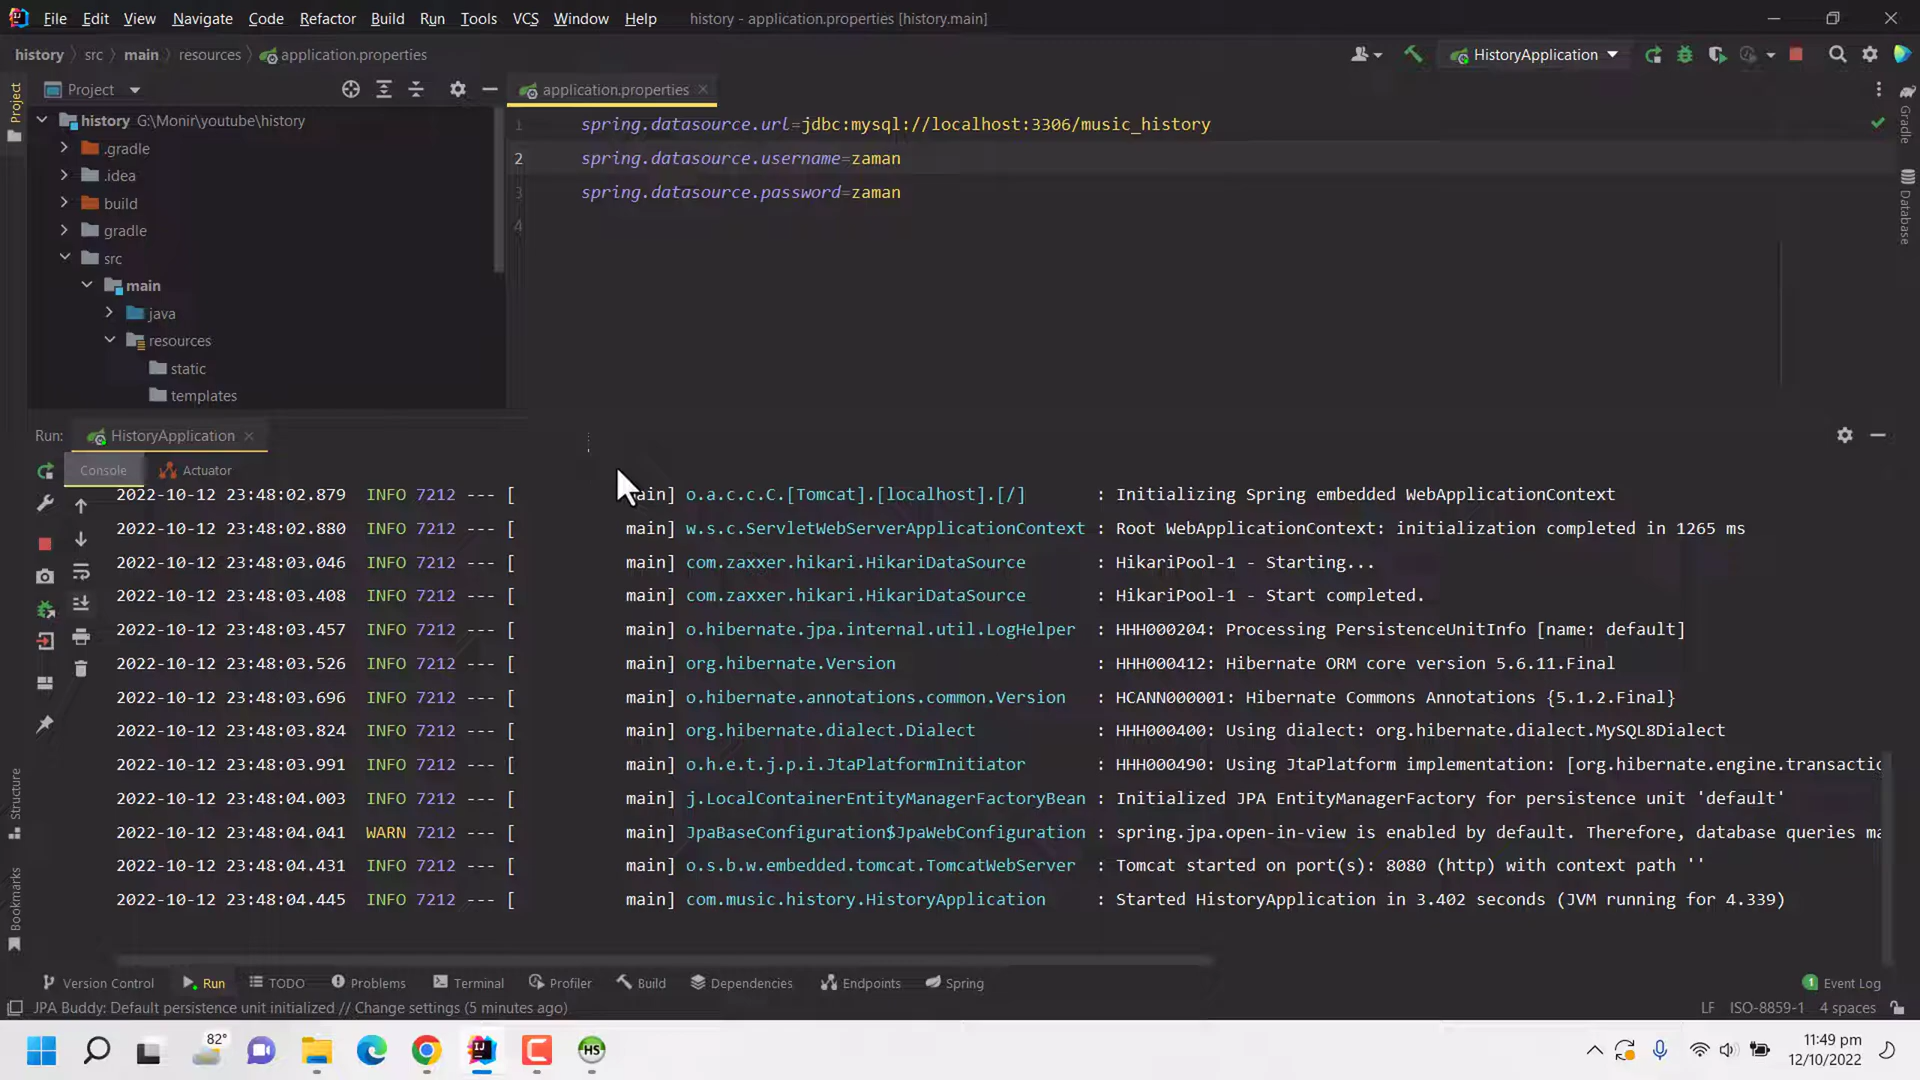 File Edit View Navigate Code Refactor Build Run Tools VCS Window Help history - application.properties [history.main]
history src main resources application.properties HistoryApplication
Project application.properties
history G:\Monir\youtube\history
.gradle
.idea
build
gradle
src
main
java
resources
static
templates
1 spring.datasource.url=jdbc:mysql://localhost:3306/music_history
2 spring.datasource.username=zaman
3 spring.datasource.password=zaman
4
Project
Gradle
Database
Run: HistoryApplication
Console Actuator
2022-10-12 23:48:02.879 INFO 7212 --- [ ain] o.a.c.c.C.[Tomcat].[localhost].[/] : Initializing Spring embedded WebApplicationContext
2022-10-12 23:48:02.880 INFO 7212 --- [ main] w.s.c.ServletWebServerApplicationContext : Root WebApplicationContext: initialization completed in 1265 ms
2022-10-12 23:48:03.046 INFO 7212 --- [ main] com.zaxxer.hikari.HikariDataSource : HikariPool-1 - Starting...
2022-10-12 23:48:03.408 INFO 7212 --- [ main] com.zaxxer.hikari.HikariDataSource : HikariPool-1 - Start completed.
2022-10-12 23:48:03.457 INFO 7212 --- [ main] o.hibernate.jpa.internal.util.LogHelper : HHH000204: Processing PersistenceUnitInfo [name: default]
2022-10-12 23:48:03.526 INFO 7212 --- [ main] org.hibernate.Version : HHH000412: Hibernate ORM core version 5.6.11.Final
2022-10-12 23:48:03.696 INFO 7212 --- [ main] o.hibernate.annotations.common.Version : HCANN000001: Hibernate Commons Annotations {5.1.2.Final}
2022-10-12 23:48:03.824 INFO 7212 --- [ main] org.hibernate.dialect.Dialect : HHH000400: Using dialect: org.hibernate.dialect.MySQL8Dialect
2022-10-12 23:48:03.991 INFO 7212 --- [ main] o.h.e.t.j.p.i.JtaPlatformInitiator : HHH000490: Using JtaPlatform implementation: [org.hibernate.engine.transactio
2022-10-12 23:48:04.003 INFO 7212 --- [ main] j.LocalContainerEntityManagerFactoryBean : Initialized JPA EntityManagerFactory for persistence unit 'default'
2022-10-12 23:48:04.041 WARN 7212 --- [ main] JpaBaseConfiguration$JpaWebConfiguration : spring.jpa.open-in-view is enabled by default. Therefore, database queries ma
2022-10-12 23:48:04.431 INFO 7212 --- [ main] o.s.b.w.embedded.tomcat.TomcatWebServer : Tomcat started on port(s): 8080 (http) with context path ''
2022-10-12 23:48:04.445 INFO 7212 --- [ main] com.music.history.HistoryApplication : Started HistoryApplication in 3.402 seconds (JVM running for 4.339)
Structure
Bookmarks
Version Control Run TODO Problems Terminal Profiler Build Dependencies Endpoints Spring 1 Event Log
JPA Buddy: Default persistence unit initialized // Change settings (5 minutes ago) LF ISO-8859-1 4 spaces
82°
IJ
HS
11:49 pm
12/10/2022